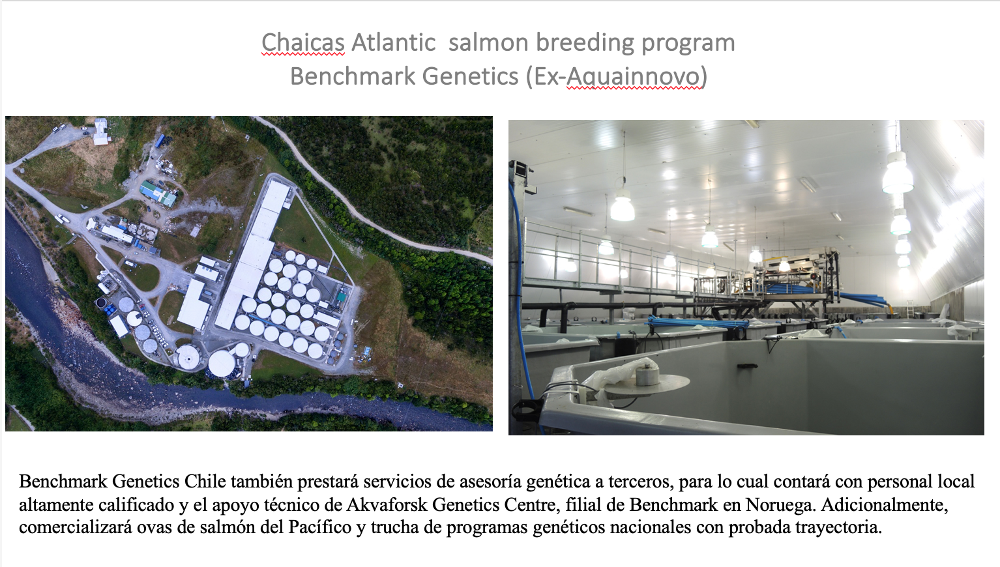 Chaicas Atlantic  salmon breeding program
Benchmark Genetics (Ex-Aquainnovo)
Benchmark Genetics Chile también prestará servicios de asesoría genética a terceros, para lo cual contará con personal local
altamente calificado y el apoyo técnico de Akvaforsk Genetics Centre, filial de Benchmark en Noruega. Adicionalmente,
comercializará ovas de salmón del Pacífico y trucha de programas genéticos nacionales con probada trayectoria.